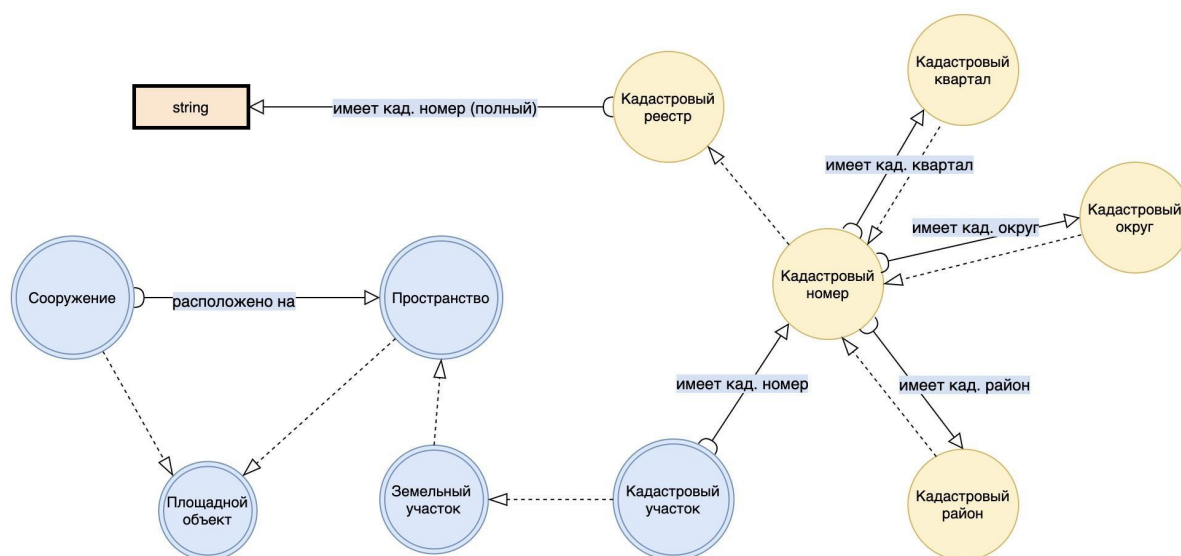 Кадастровый
квартал
string
имеет кад. номер (полный)
Кадастровый
реестр
имеет кад. квартал
Кадастровый
округ
имеет кад. округ
Кадастровый
номер
Сооружение
расположено на
Пространство
имеет кад. номер
имеет кад. район
Площадной
объект
Земельный
участок
Кадастровый
участок
Кадастровый
район